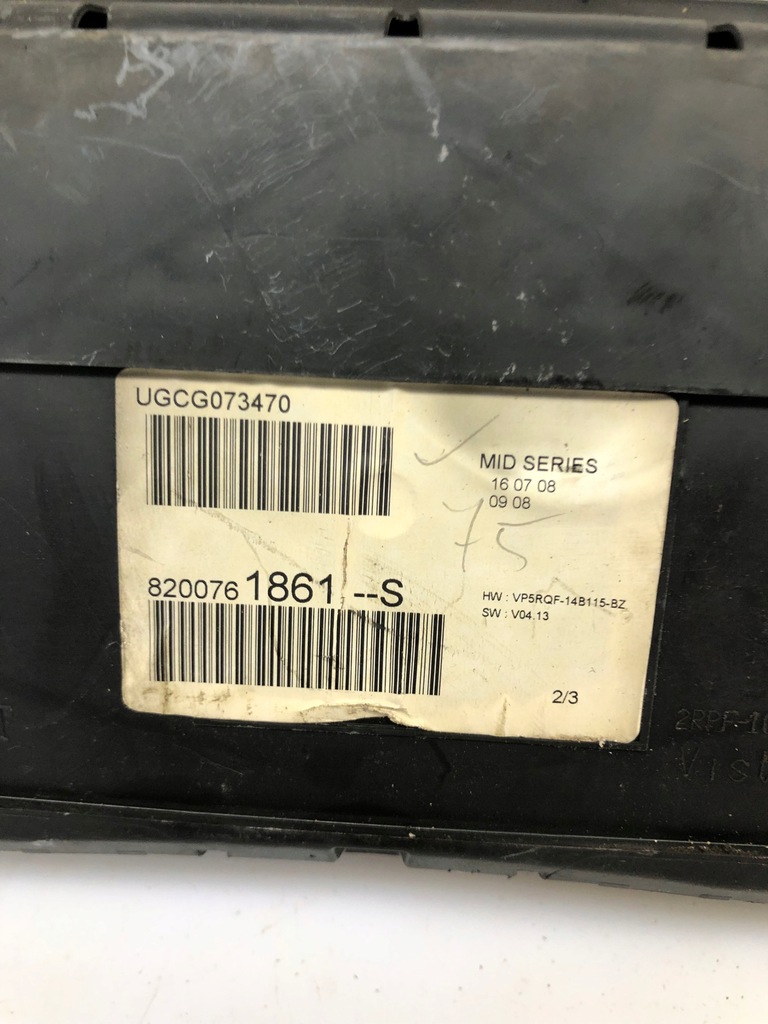 UGCG073470
MID SERIES
16 07 08
09 08
75
8200761861--S
HW : VP5RQF-14B115-BZ
SW : V04.13
2/3